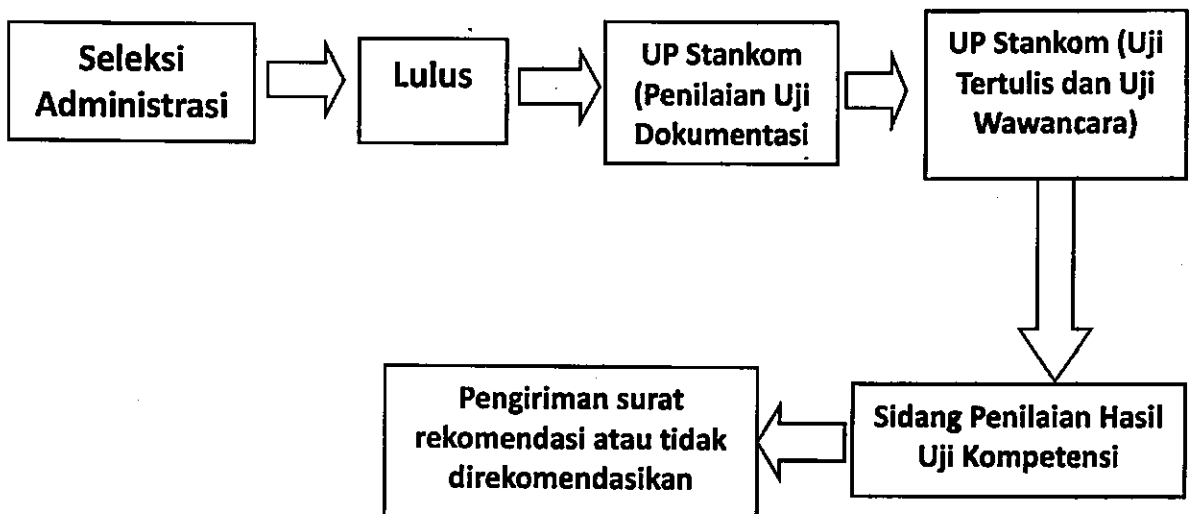 Seleksi
Administrasi
Lulus
UP Stankom
(Penilaian Uji
Dokumentasi
UP Stankom (Uji
Tertulis dan Uji
Wawancara)
Sidang Penilaian Hasil
Uji Kompetensi
Pengiriman surat
rekomendasi atau tidak
direkomendasikan